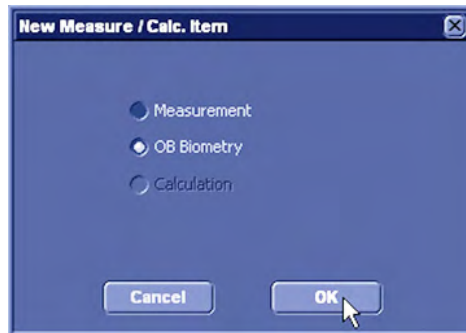 New Measure / Calc. Item
Measurement
OB Biometry
Calculation
Cancel OK